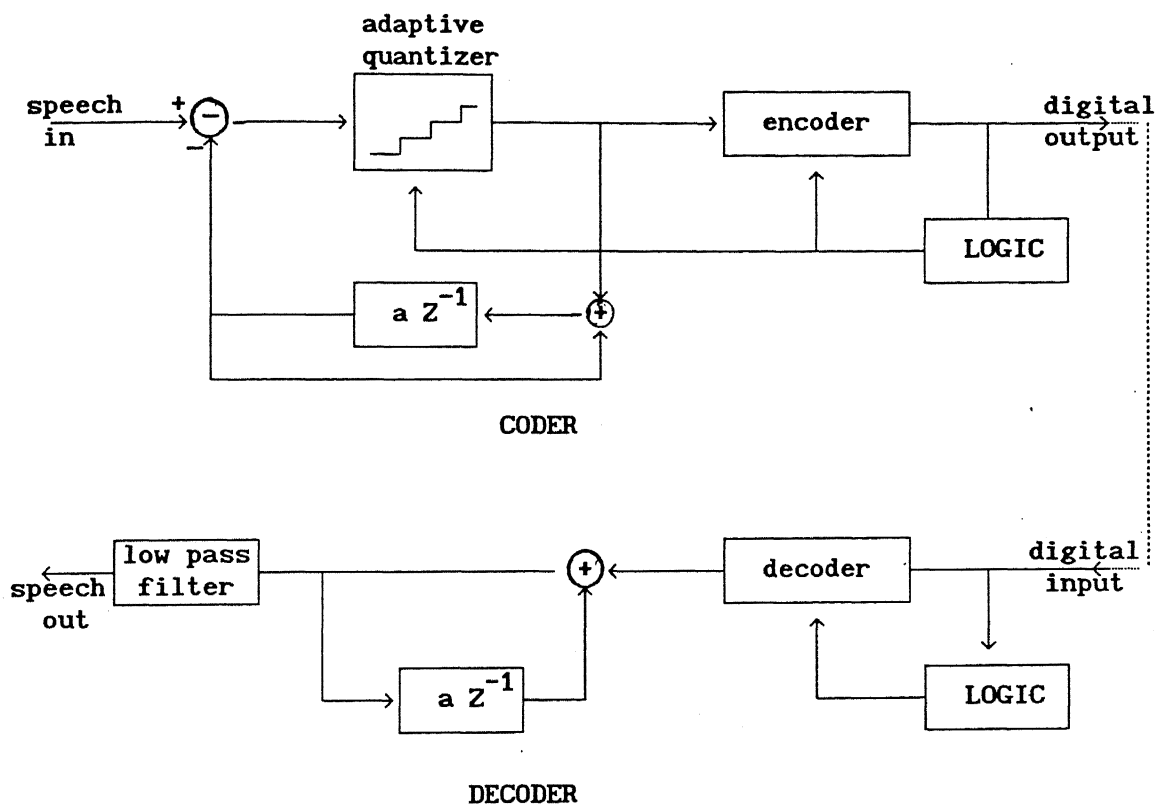 adaptive
quantizer
speech
in
+
−
−
encoder
digital
output
LOGIC
a Z^-1
+
CODER
low pass
filter
speech
out
+
decoder
digital
input
a Z^-1
LOGIC
DECODER